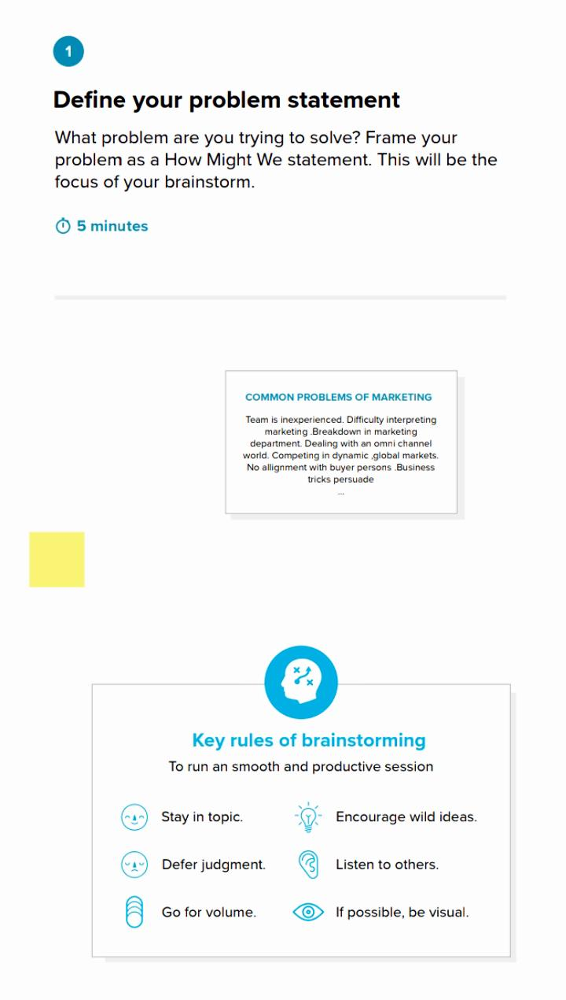 1
Define your problem statement
What problem are you trying to solve? Frame your
problem as a How Might We statement. This will be the
focus of your brainstorm.
5 minutes
COMMON PROBLEMS OF MARKETING
Team is inexperienced. Difficulty interpreting
marketing .Breakdown in marketing
department. Dealing with an omni channel
world. Competing in dynamic ,global markets.
No allignment with buyer persons .Business
tricks persuade
...
Key rules of brainstorming
To run an smooth and productive session
Stay in topic.
Encourage wild ideas.
Defer judgment.
Listen to others.
Go for volume.
If possible, be visual.